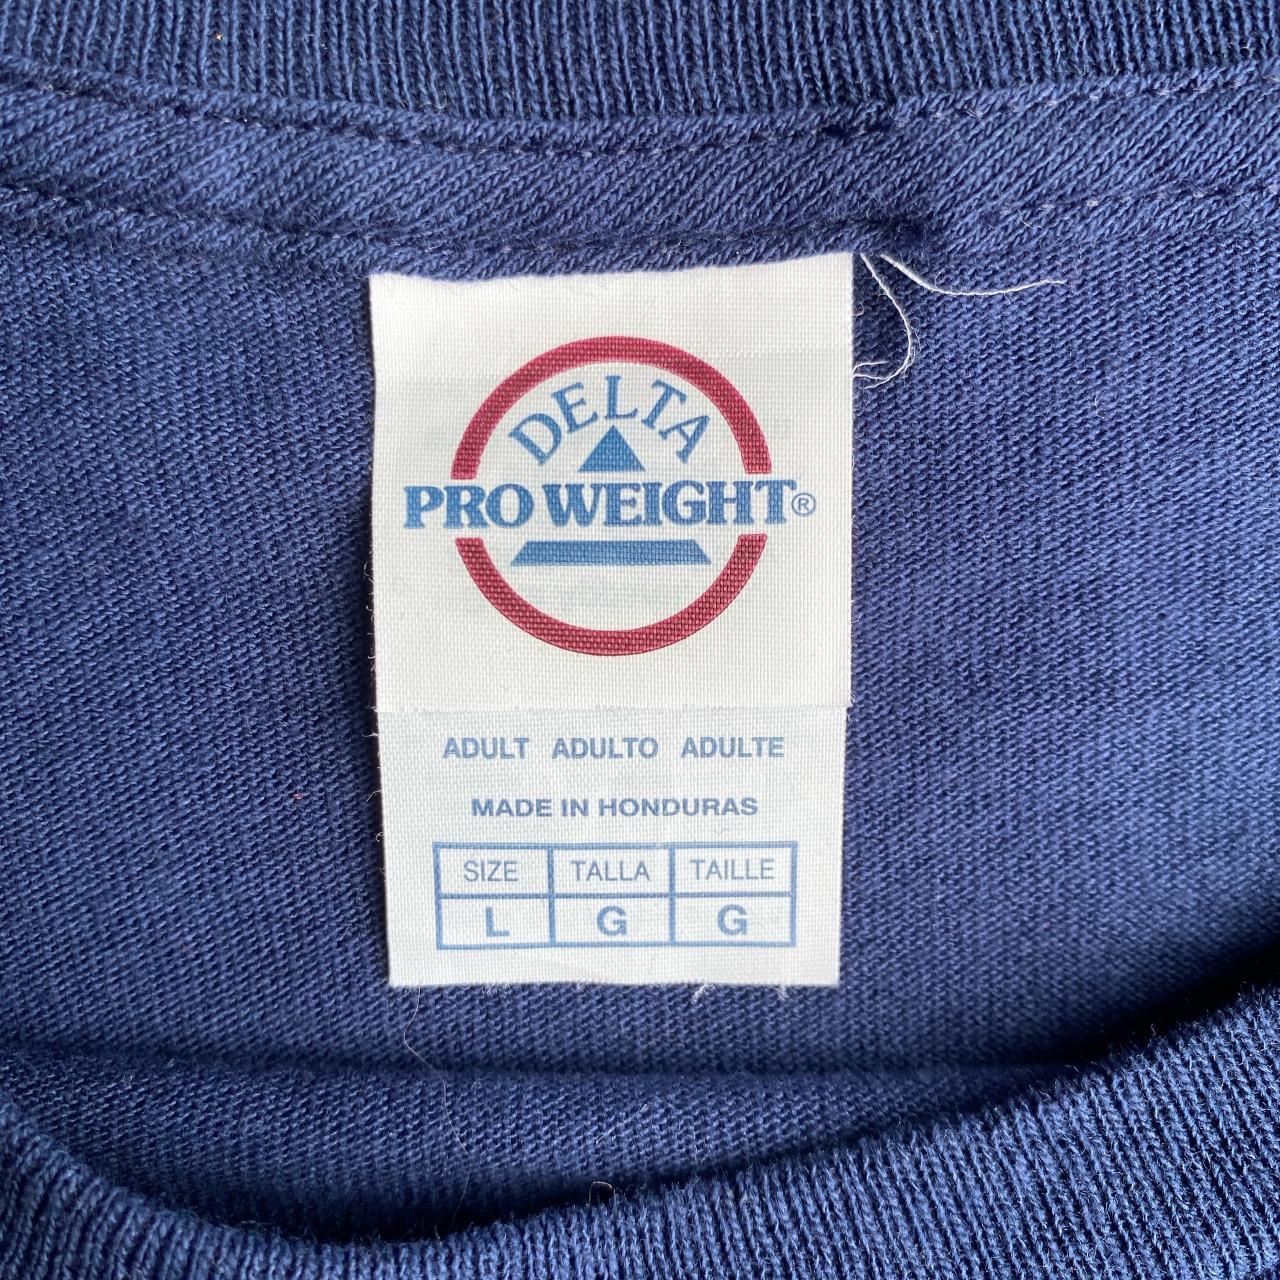 DELTA
PRO WEIGHT®
ADULT ADULTO ADULTE
MADE IN HONDURAS
SIZE TALLA TAILLE
L G G